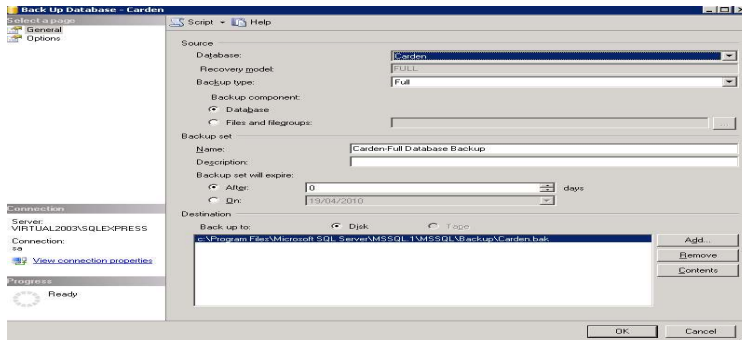 Back Up Database - Carden
Select a page
General
Options
Script
Help
Source
Database:
Carden
Recovery model:
FULL
Backup type:
Full
Backup component:
Database
Files and filegroups:
...
Backup set
Name:
Carden-Full Database Backup
Description:
Backup set will expire:
After:
0
days
On:
19/04/2010
Destination
Back up to:
Disk
Tape
c:\Program Files\Microsoft SQL Server\MSSQL.1\MSSQL\Backup\Carden.bak
Add...
Remove
Contents
Connection
Server:
VIRTUAL2003\SQLEXPRESS
Connection:
sa
View connection properties
Progress
Ready
OK
Cancel